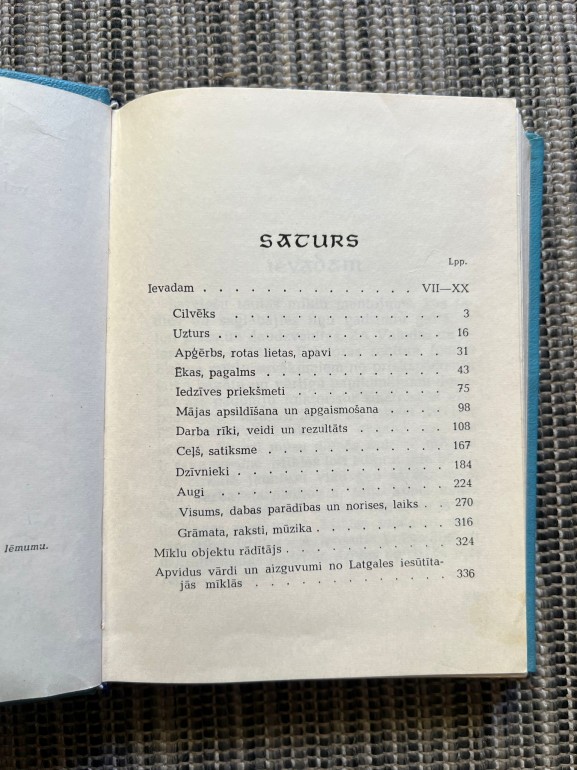 lēmumu.
SATURS
Lpp.
Ievadam . . . . . . . . . . . . . . VII—XX
Cilvēks . . . . . . . . . . . . . 3
Uzturs . . . . . . . . . . . . . . 16
Apģērbs, rotas lietas, apavi . . . . . . 31
Ēkas, pagalms . . . . . . . . . . . 43
Iedzīves priekšmeti . . . . . . . . . 75
Mājas apsildīšana un apgaismošana . . . . 98
Darba rīki, veidi un rezultāts . . . . . . 108
Ceļš, satiksme . . . . . . . . . . . 167
Dzīvnieki . . . . . . . . . . . . . 184
Augi . . . . . . . . . . . . . . 224
Visums, dabas parādības un norises, laiks . . 270
Grāmata, raksti, mūzika . . . . . . . . 316
Mīklu objektu rādītājs . . . . . . . . . . 324
Apvidus vārdi un aizguvumi no Latgales iesūtīta-
jās mīklās . . . . . . . . . . . . . 336